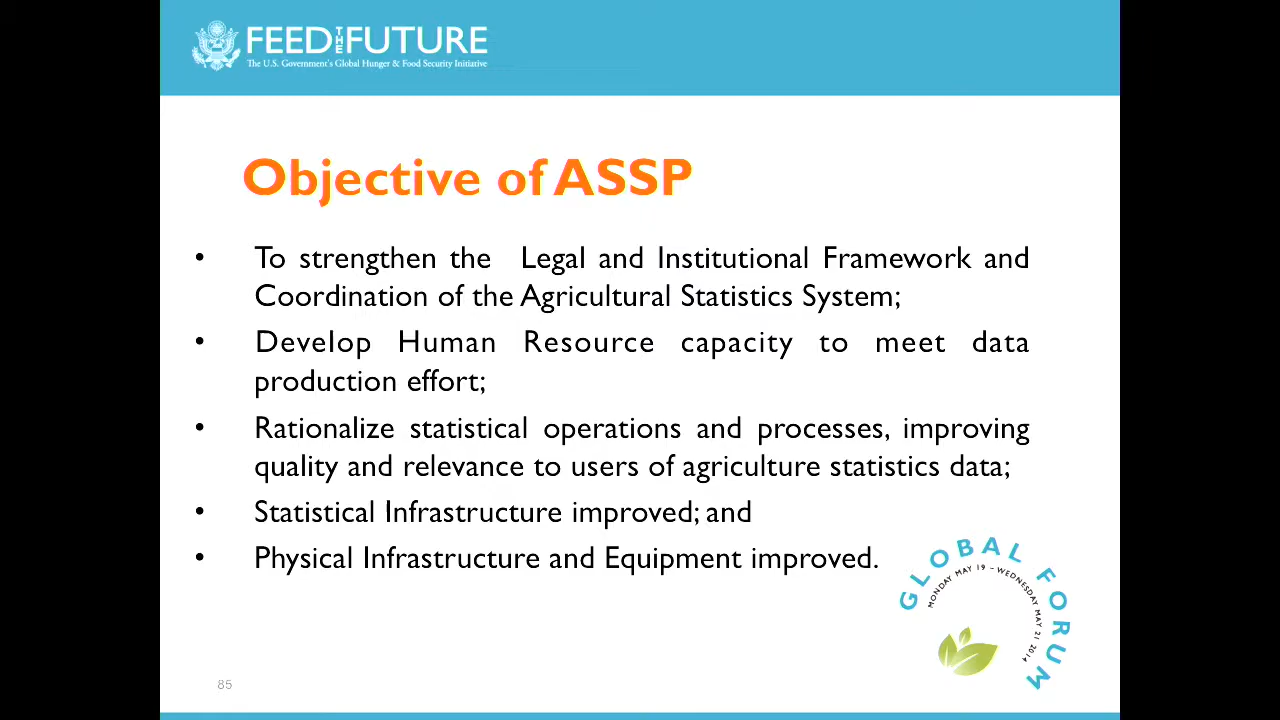 FEED THE FUTURE
The U.S. Government's Global Hunger & Food Security Initiative
Objective of ASSP
• To strengthen the Legal and Institutional Framework and
Coordination of the Agricultural Statistics System;
• Develop Human Resource capacity to meet data
production effort;
• Rationalize statistical operations and processes, improving
quality and relevance to users of agriculture statistics data;
• Statistical Infrastructure improved; and
• Physical Infrastructure and Equipment improved.
GLOBAL FORUM
MONDAY MAY 19 – WEDNESDAY MAY 21 2014
85